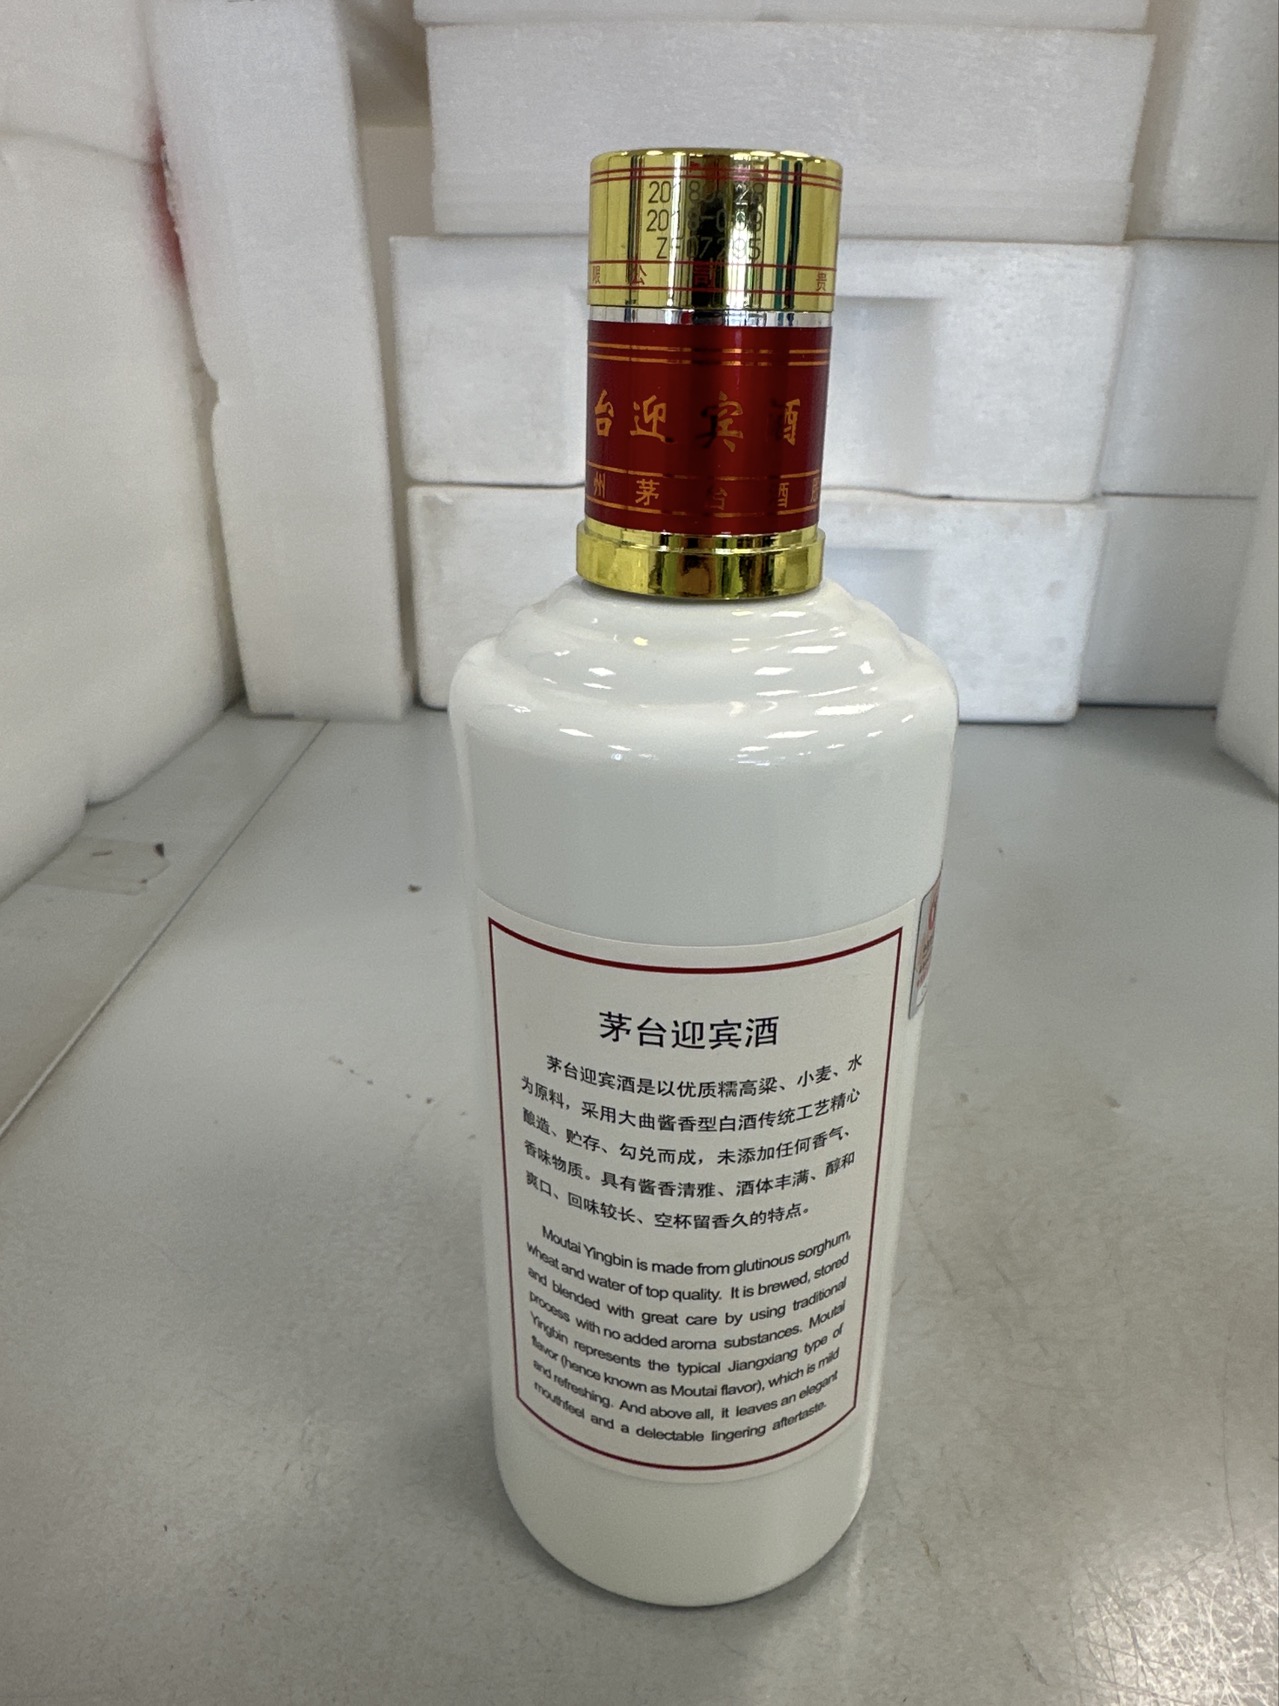 限公司 贵
台迎宾酒
州茅台酒股
茅台迎宾酒
茅台迎宾酒是以优质糯高粱、小麦、水
为原料，采用大曲酱香型白酒传统工艺精心
酿造、贮存、勾兑而成，未添加任何香气、
香味物质。具有酱香清雅、酒体丰满、醇和
爽口、回味较长、空杯留香久的特点。
Moutai Yingbin is made from glutinous sorghum,
wheat and water of top quality. It is brewed, stored
and blended with great care by using traditional
process with no added aroma substances. Moutai
Yingbin represents the typical Jiangxiang type of
flavor (hence known as Moutai flavor), which is mild
and refreshing. And above all, it leaves an elegant
mouthfeel and a delectable lingering aftertaste.